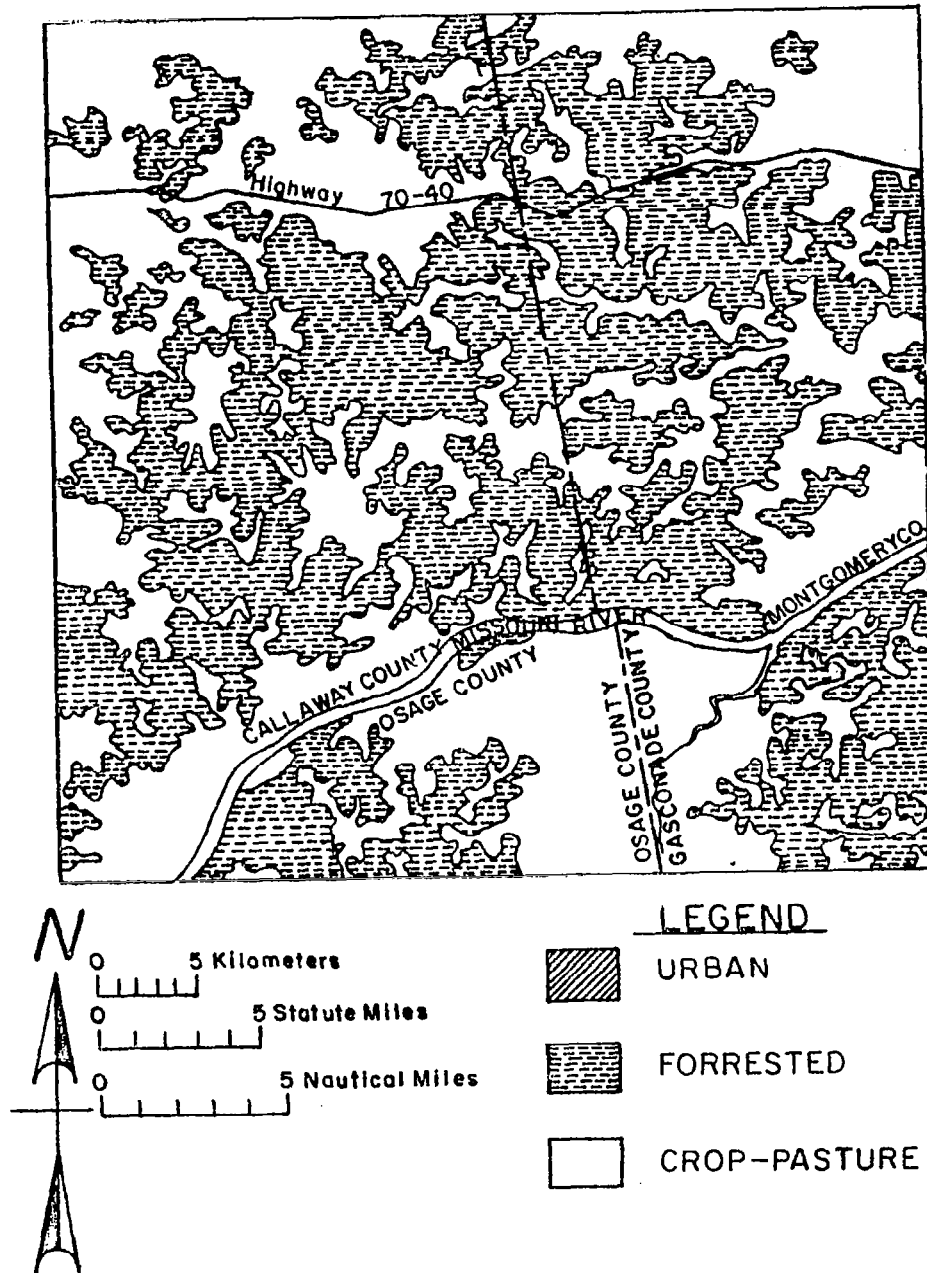 Highway 70-40
MONTGOMERY CO.
CALLAWAY COUNTY MISSOURI RIVER
OSAGE COUNTY
OSAGE COUNTY
GASCONADE COUNTY
N
0 5 Kilometers
0 5 Statute Miles
0 5 Nautical Miles
LEGEND
URBAN
FORRESTED
CROP-PASTURE